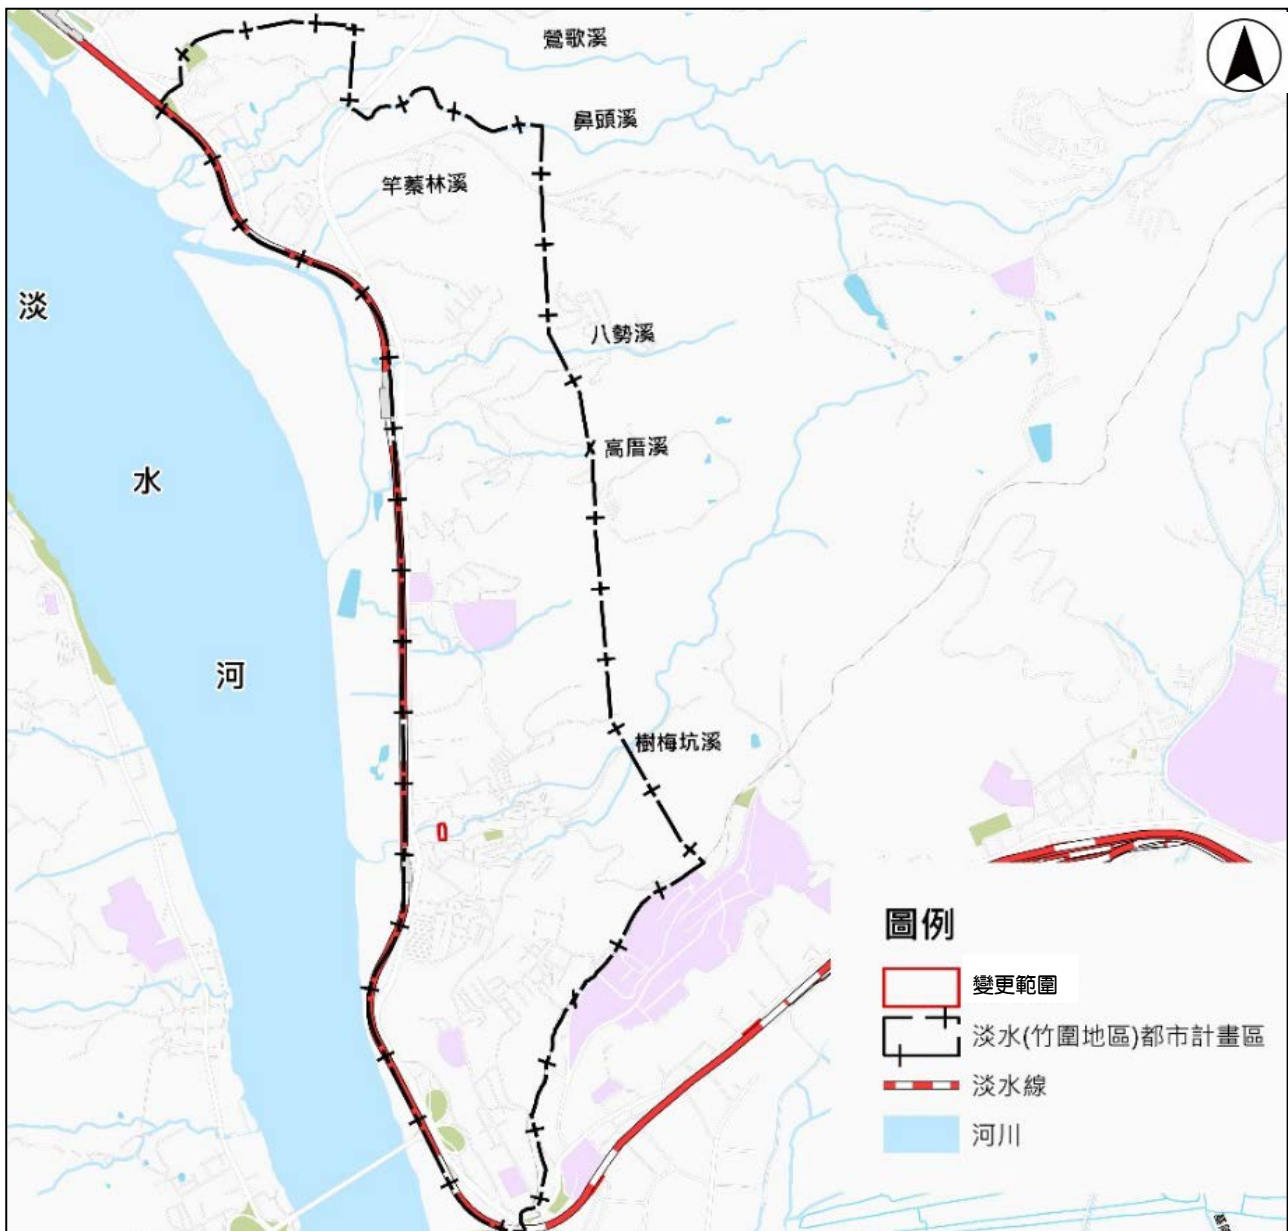 鶯歌溪
鼻頭溪
竿蓁林溪
淡
水
河
八勢溪
高厝溪
樹梅坑溪
圖例
變更範圍
淡水(竹圍地區)都市計畫區
淡水線
河川